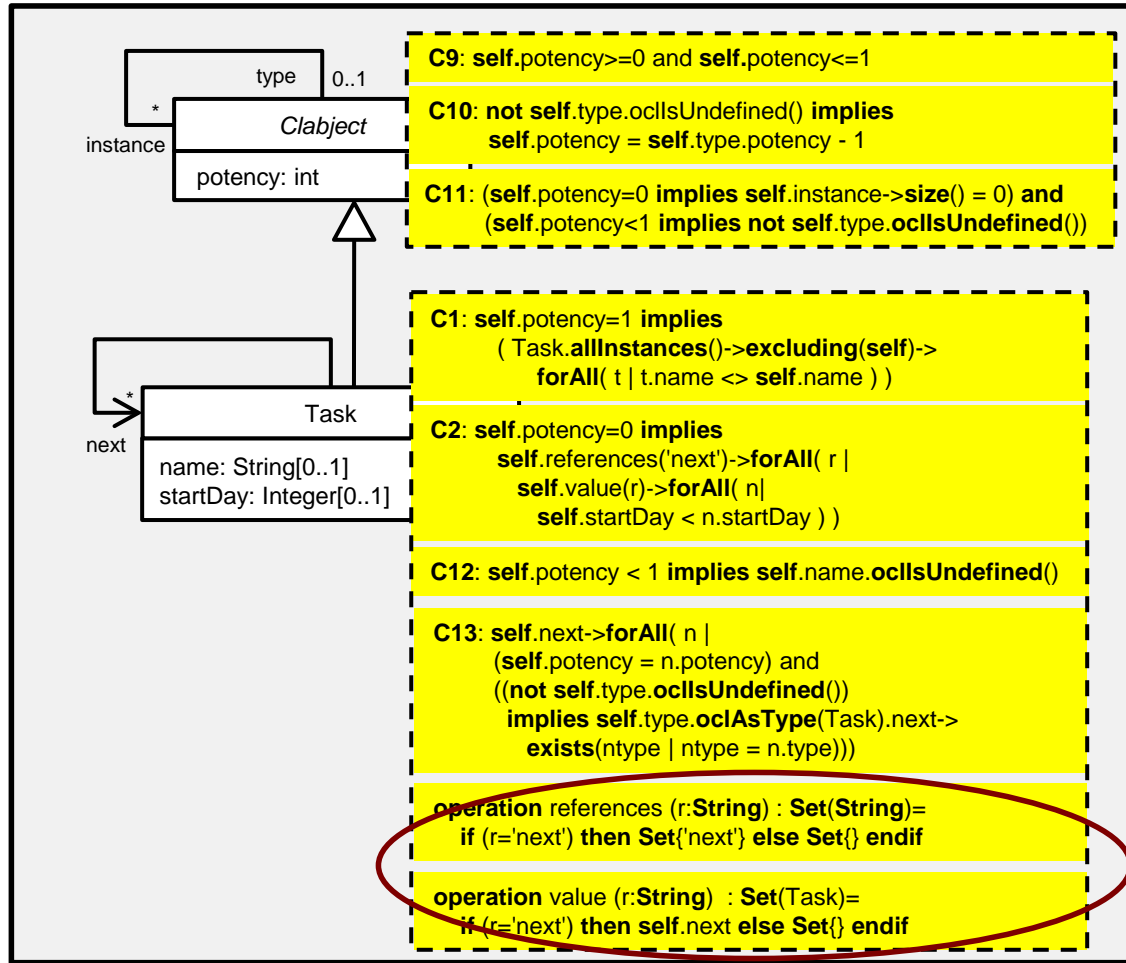 type
0..1
*
instance
Clabject
potency: int
C9: self.potency>=0 and self.potency<=1
C10: not self.type.oclIsUndefined() implies
self.potency = self.type.potency - 1
C11: (self.potency=0 implies self.instance->size() = 0) and
(self.potency<1 implies not self.type.oclIsUndefined())
*
next
Task
name: String[0..1]
startDay: Integer[0..1]
C1: self.potency=1 implies
( Task.allInstances()->excluding(self)->
forAll( t | t.name <> self.name ) )
C2: self.potency=0 implies
self.references('next')->forAll( r |
self.value(r)->forAll( n|
self.startDay < n.startDay ) )
C12: self.potency < 1 implies self.name.oclIsUndefined()
C13: self.next->forAll( n |
(self.potency = n.potency) and
((not self.type.oclIsUndefined())
implies self.type.oclAsType(Task).next->
exists(ntype | ntype = n.type)))
operation references (r:String) : Set(String)=
if (r='next') then Set{'next'} else Set{} endif
operation value (r:String) : Set(Task)=
if (r='next') then self.next else Set{} endif